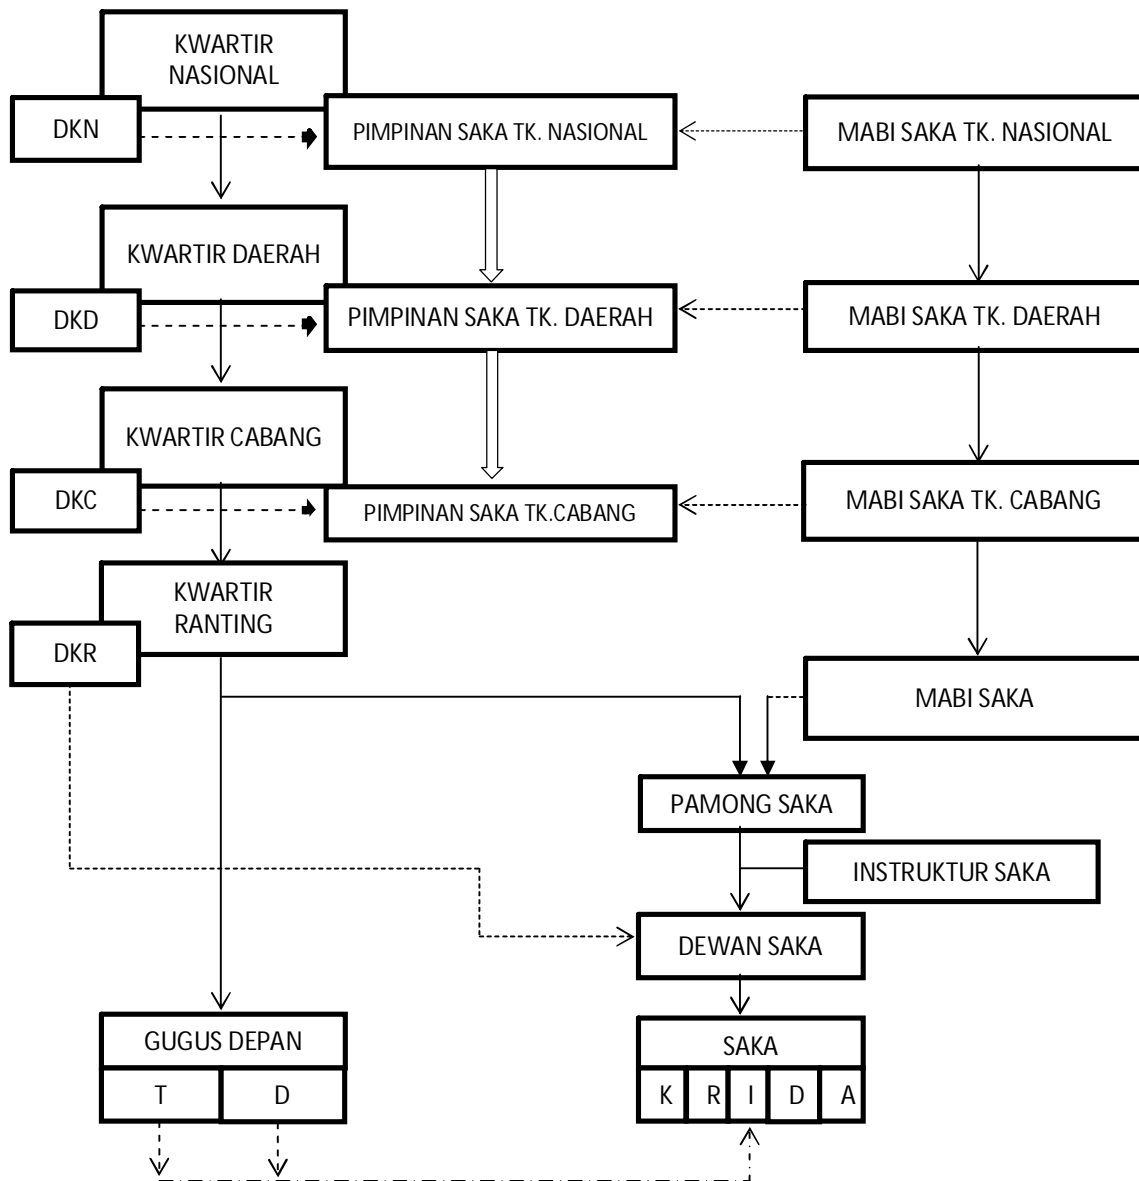 KWARTIR
NASIONAL
DKN
PIMPINAN SAKA TK. NASIONAL
MABI SAKA TK. NASIONAL
KWARTIR DAERAH
DKD
PIMPINAN SAKA TK. DAERAH
MABI SAKA TK. DAERAH
KWARTIR CABANG
DKC
PIMPINAN SAKA TK.CABANG
MABI SAKA TK. CABANG
KWARTIR
RANTING
DKR
MABI SAKA
PAMONG SAKA
INSTRUKTUR SAKA
DEWAN SAKA
GUGUS DEPAN
SAKA
T D
K R I D A